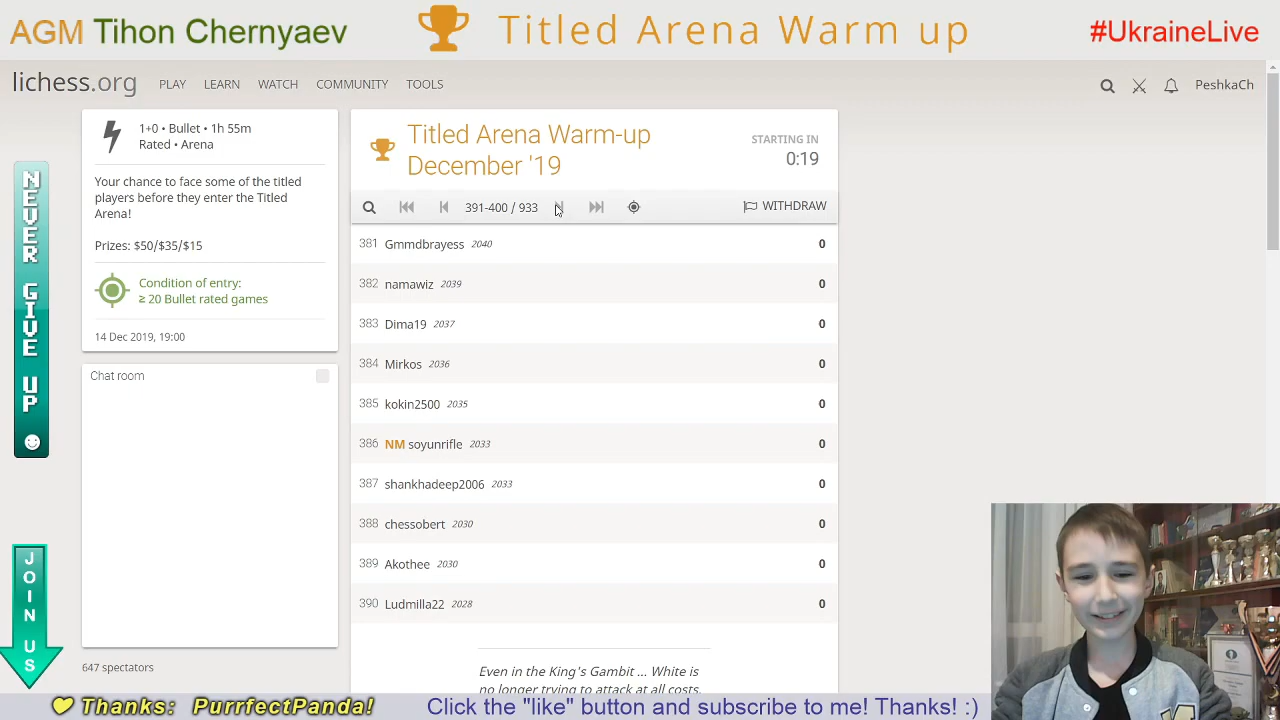 AGM Tihon Chernyaev
Titled Arena Warm up
#UkraineLive
lichess.org
PLAY
LEARN
WATCH
COMMUNITY
TOOLS
PeshkaCh
1+0 • Bullet • 1h 55m
Rated • Arena
Your chance to face some of the titled
players before they enter the Titled
Arena!
Prizes: $50/$35/$15
Condition of entry:
≥ 20 Bullet rated games
14 Dec 2019, 19:00
Chat room
647 spectators
Titled Arena Warm-up
December '19
STARTING IN
0:19
391-400 / 933
WITHDRAW
381 Gmmdbrayess 2040 0
382 namawiz 2039 0
383 Dima19 2037 0
384 Mirkos 2036 0
385 kokin2500 2035 0
386 NM soyunrifle 2033 0
387 shankhadeep2006 2033 0
388 chessobert 2030 0
389 Akothee 2030 0
390 Ludmilla22 2028 0
Even in the King's Gambit ... White is
no longer trying to attack at all costs.
NEVER GIVE UP
JOIN US
Thanks: PurrfectPanda!
Click the "like" button and subscribe to me! Thanks! :)